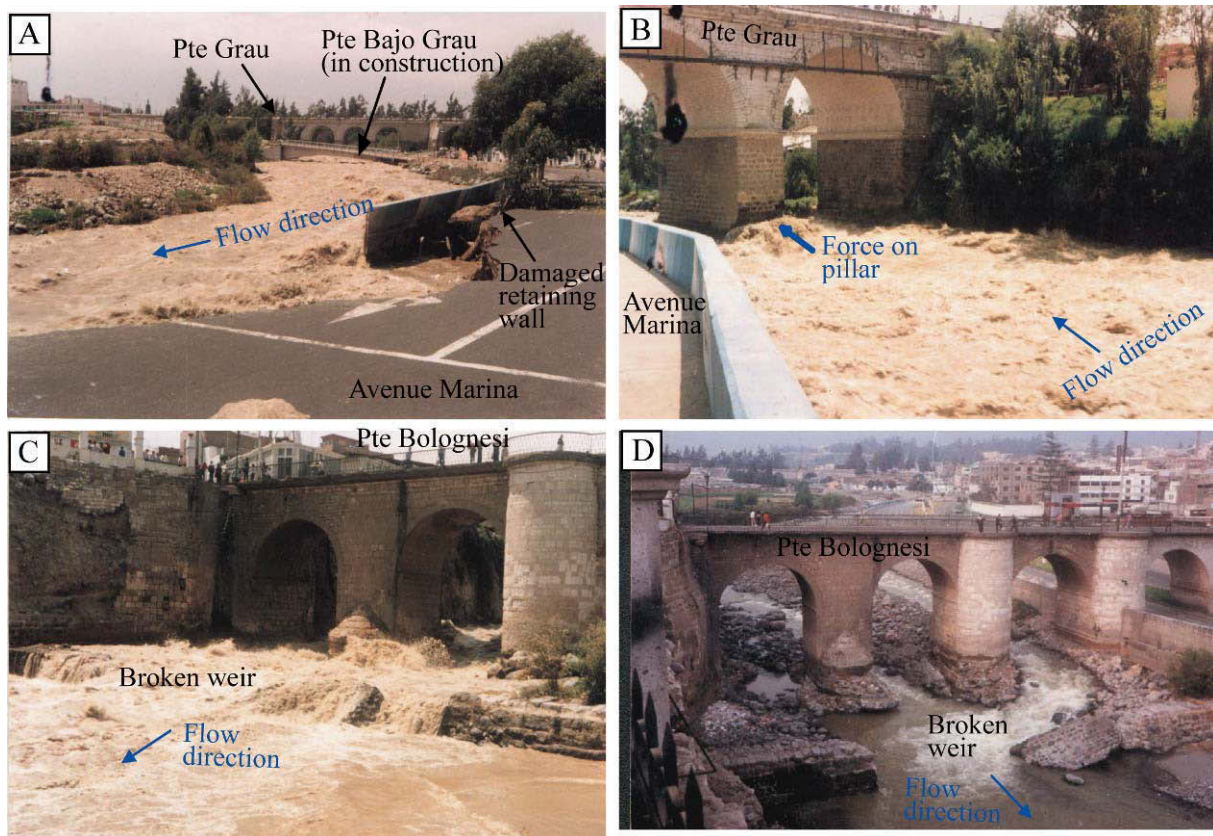 A
Pte Grau
Pte Bajo Grau
(in construction)
Flow direction
Damaged
retaining
wall
Avenue Marina
B
Pte Grau
Force on
pillar
Avenue
Marina
Flow direction
C
Pte Bolognesi
Broken weir
Flow
direction
D
Pte Bolognesi
Broken
weir
Flow
direction